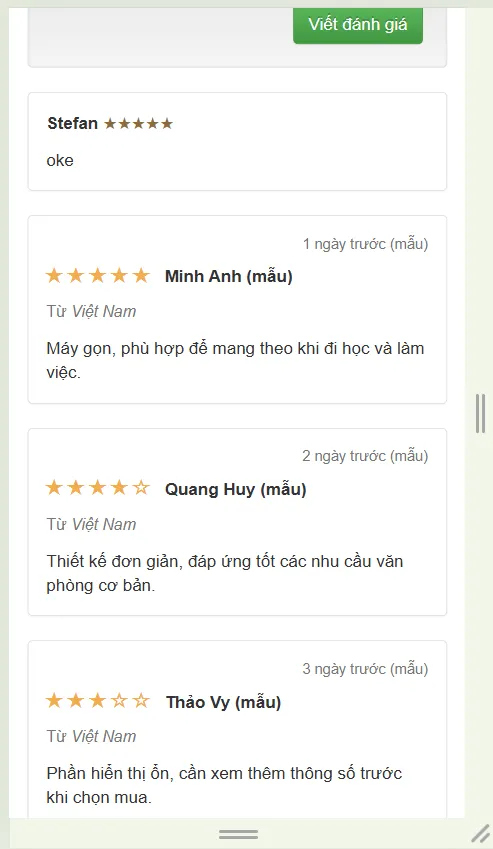 Viết đánh giá
Stefan ★★★★★
oke
1 ngày trước (mẫu)
★★★★★ Minh Anh (mẫu)
Từ Việt Nam
Máy gọn, phù hợp để mang theo khi đi học và làm
việc.
2 ngày trước (mẫu)
★★★★☆ Quang Huy (mẫu)
Từ Việt Nam
Thiết kế đơn giản, đáp ứng tốt các nhu cầu văn
phòng cơ bản.
3 ngày trước (mẫu)
★★★☆☆ Thảo Vy (mẫu)
Từ Việt Nam
Phần hiển thị ổn, cần xem thêm thông số trước
khi chọn mua.